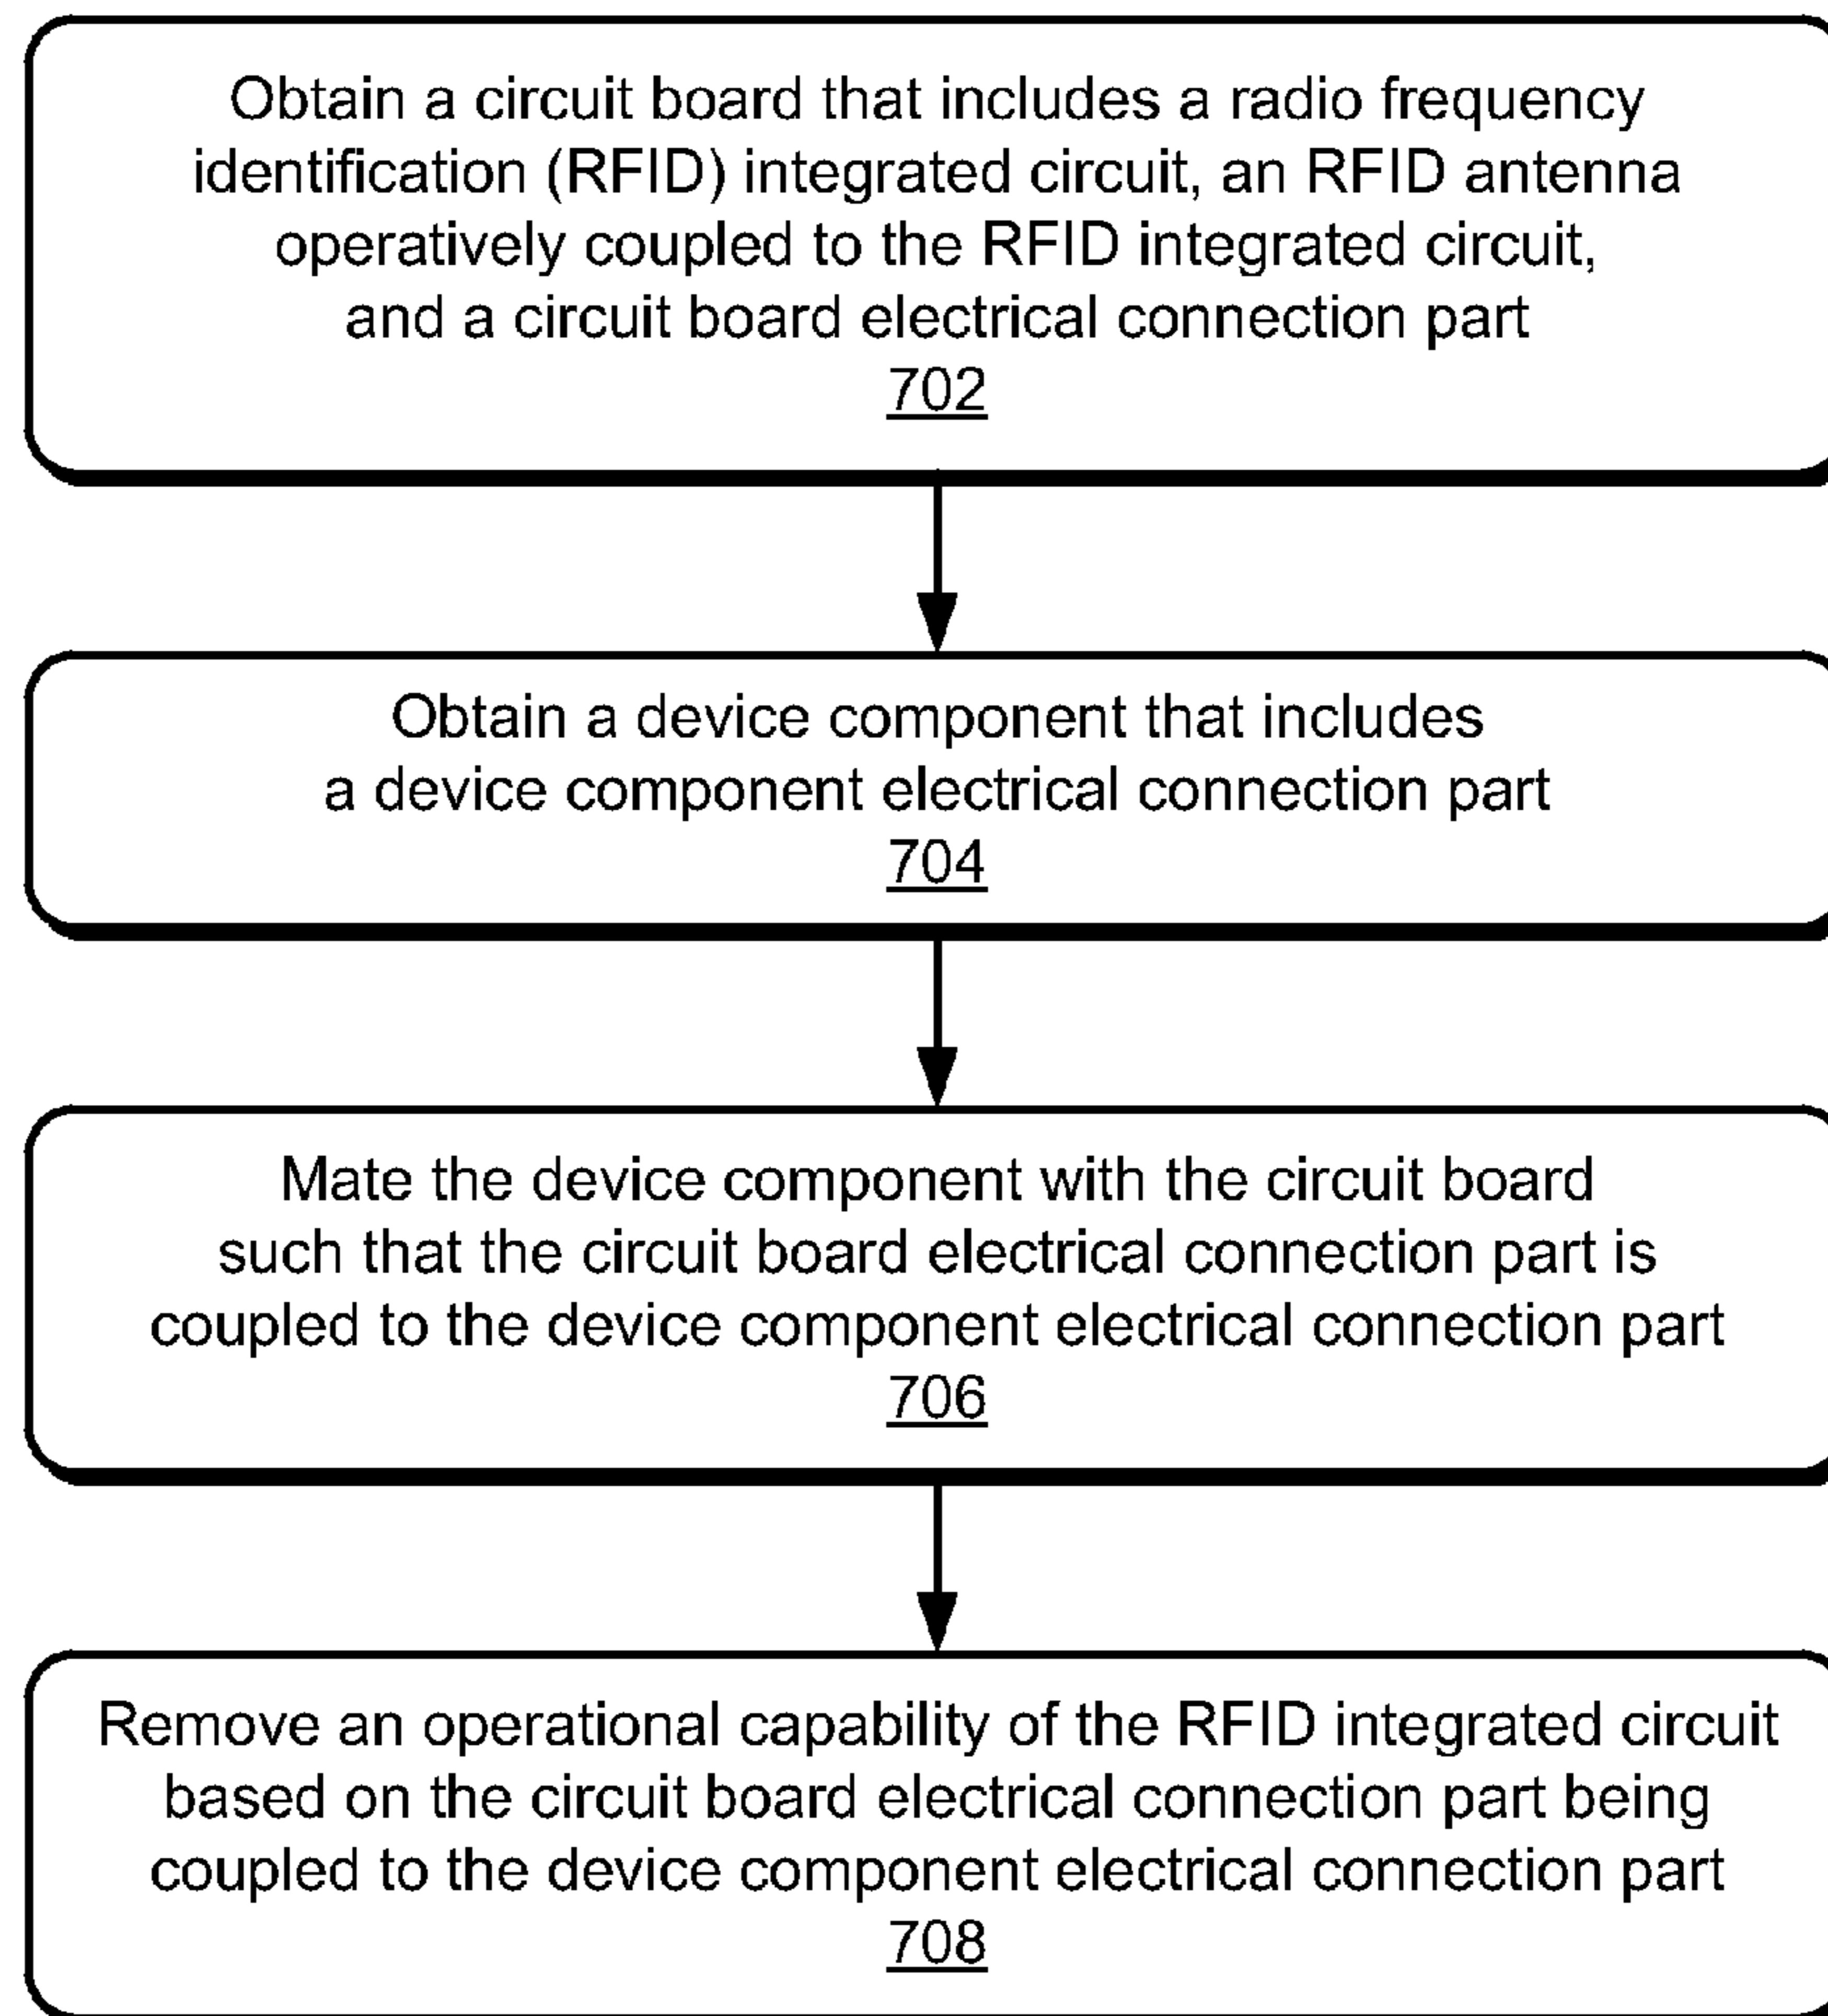 Obtain a circuit board that includes a radio frequency
identification (RFID) integrated circuit, an RFID antenna
operatively coupled to the RFID integrated circuit,
and a circuit board electrical connection part
702
Obtain a device component that includes
a device component electrical connection part
704
Mate the device component with the circuit board
such that the circuit board electrical connection part is
coupled to the device component electrical connection part
706
Remove an operational capability of the RFID integrated circuit
based on the circuit board electrical connection part being
coupled to the device component electrical connection part
708